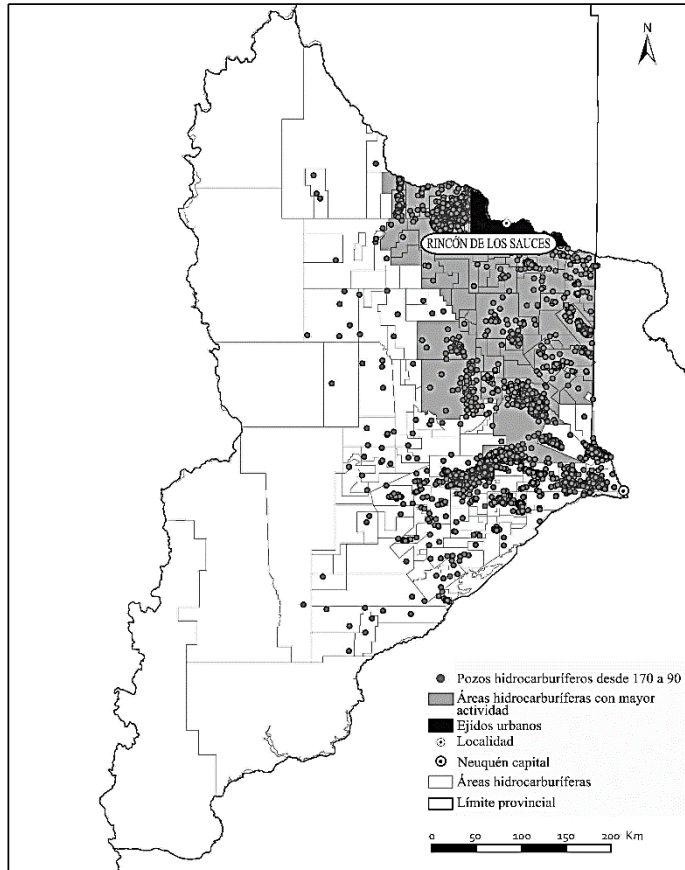 N
RINCÓN DE LOS SAUCES
Pozos hidrocarburíferos desde 170 a 90
Áreas hidrocarburíferas con mayor
actividad
Ejidos urbanos
Localidad
Neuquén capital
Áreas hidrocarburíferas
Límite provincial
0 50 100 150 200 Km